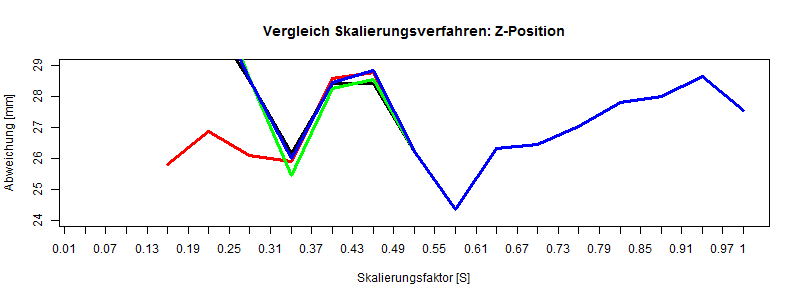 Vergleich Skalierungsverfahren: Z-Position
Abweichung [mm]
29
28
27
26
25
24
0.01 0.07 0.13 0.19 0.25 0.31 0.37 0.43 0.49 0.55 0.61 0.67 0.73 0.79 0.85 0.91 0.97 1
Skalierungsfaktor [S]